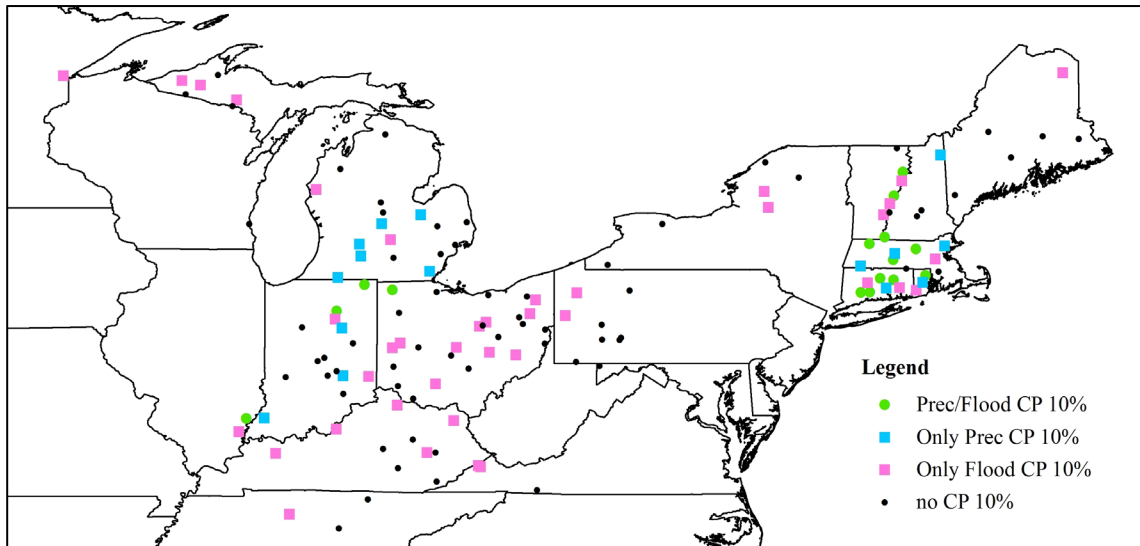 Legend
Prec/Flood CP 10%
Only Prec CP 10%
Only Flood CP 10%
no CP 10%